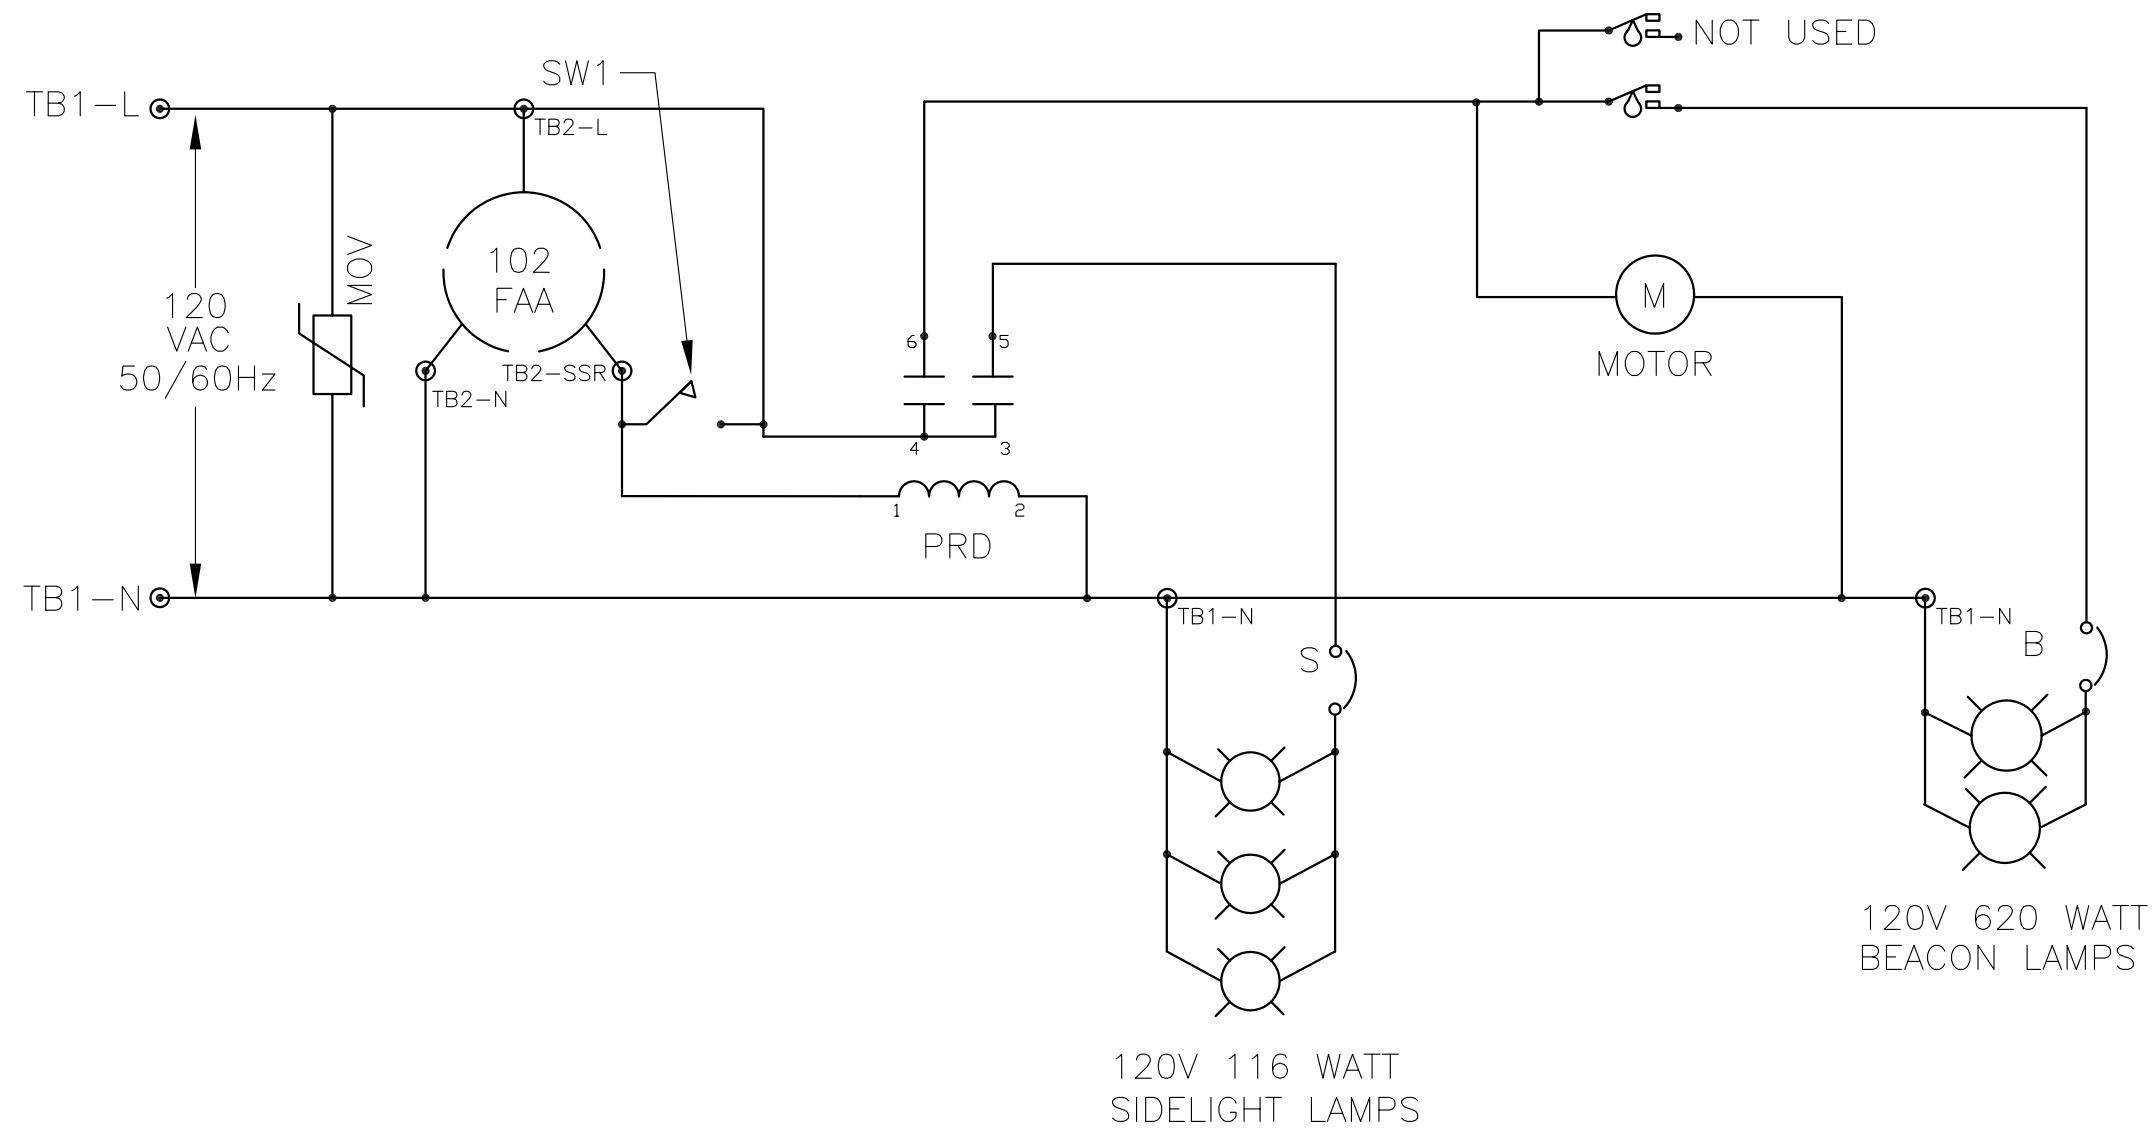 NOT USED
SW1
TB1-L
TB2-L
MOV
102
FAA
M
120
VAC
50/60Hz
6
5
MOTOR
TB2-SSR
TB2-N
4
3
1
2
PRD
TB1-N
TB1-N
TB1-N
S
B
120V 620 WATT
BEACON LAMPS
120V 116 WATT
SIDELIGHT LAMPS